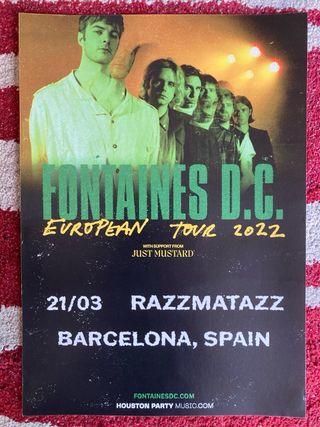 FONTAINES D.C.
EUROPEAN TOUR 2022
WITH SUPPORT FROM
JUST MUSTARD
21/03 RAZZMATAZZ
BARCELONA, SPAIN
FONTAINESDC.COM
HOUSTON PARTY MUSIC.COM